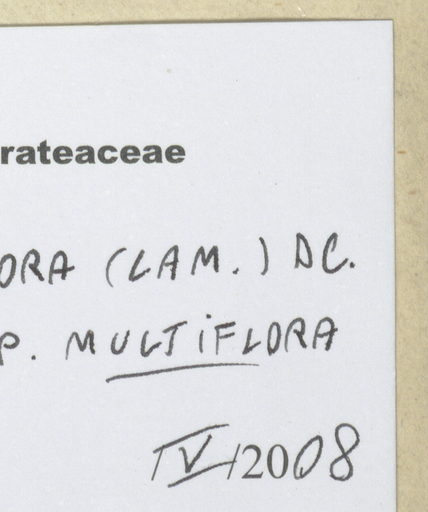 rateaceae
ORA (LAM.) DC.
P. MULTIFLORA
IV/2008